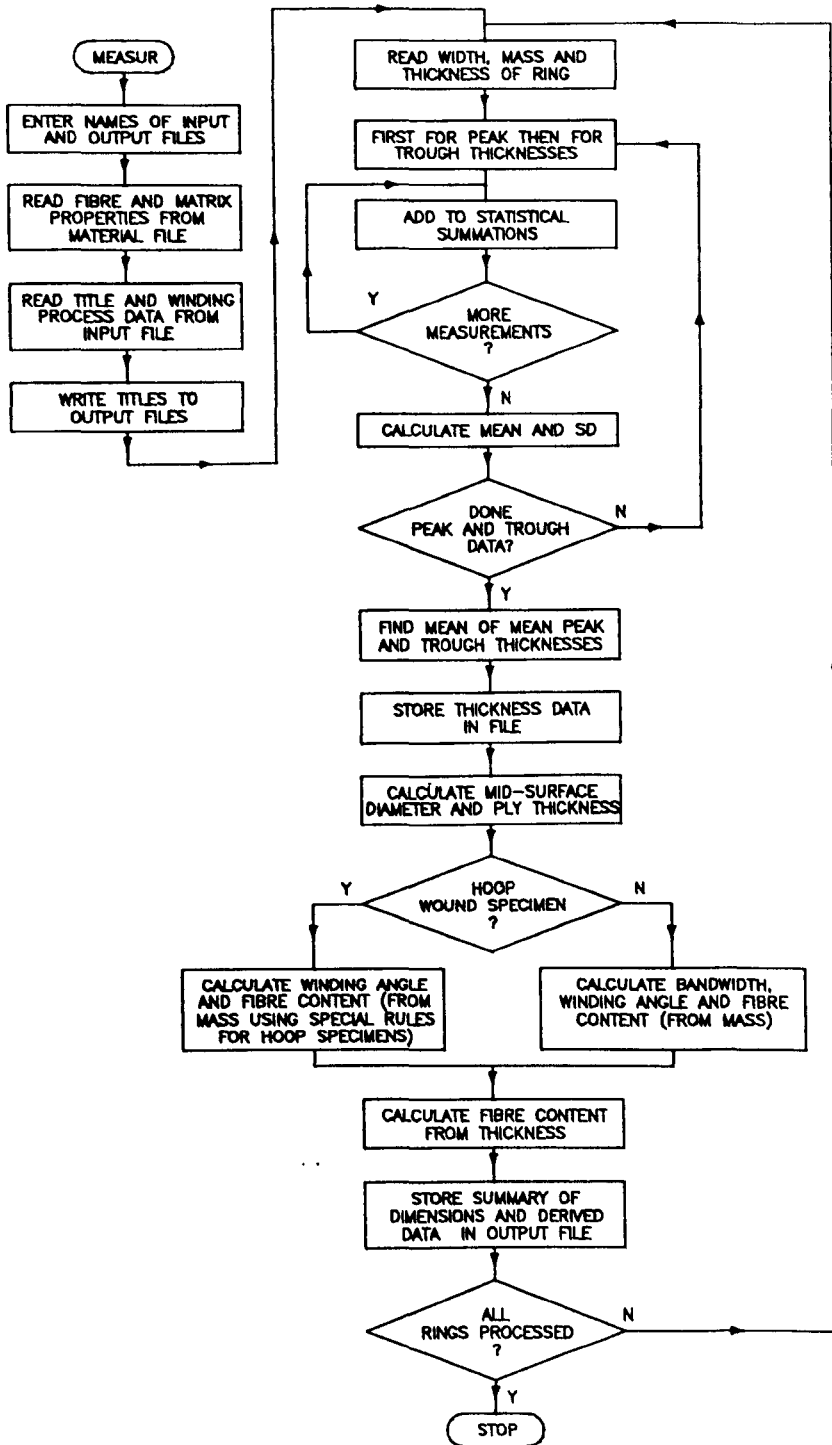 MEASUR
ENTER NAMES OF INPUT
AND OUTPUT FILES
READ FIBRE AND MATRIX
PROPERTIES FROM
MATERIAL FILE
READ TITLE AND WINDING
PROCESS DATA FROM
INPUT FILE
WRITE TITLES TO
OUTPUT FILES
READ WIDTH, MASS AND
THICKNESS OF RING
FIRST FOR PEAK THEN FOR
TROUGH THICKNESSES
ADD TO STATISTICAL
SUMMATIONS
Y
MORE
MEASUREMENTS
?
N
CALCULATE MEAN AND SD
DONE
PEAK AND TROUGH
DATA?
N
Y
FIND MEAN OF MEAN PEAK
AND TROUGH THICKNESSES
STORE THICKNESS DATA
IN FILE
CALCULATE MID-SURFACE
DIAMETER AND PLY THICKNESS
Y
HOOP
WOUND SPECIMEN
?
N
CALCULATE WINDING ANGLE
AND FIBRE CONTENT (FROM
MASS USING SPECIAL RULES
FOR HOOP SPECIMENS)
CALCULATE BANDWIDTH,
WINDING ANGLE AND FIBRE
CONTENT (FROM MASS)
CALCULATE FIBRE CONTENT
FROM THICKNESS
STORE SUMMARY OF
DIMENSIONS AND DERIVED
DATA IN OUTPUT FILE
ALL
RINGS PROCESSED
?
N
Y
STOP